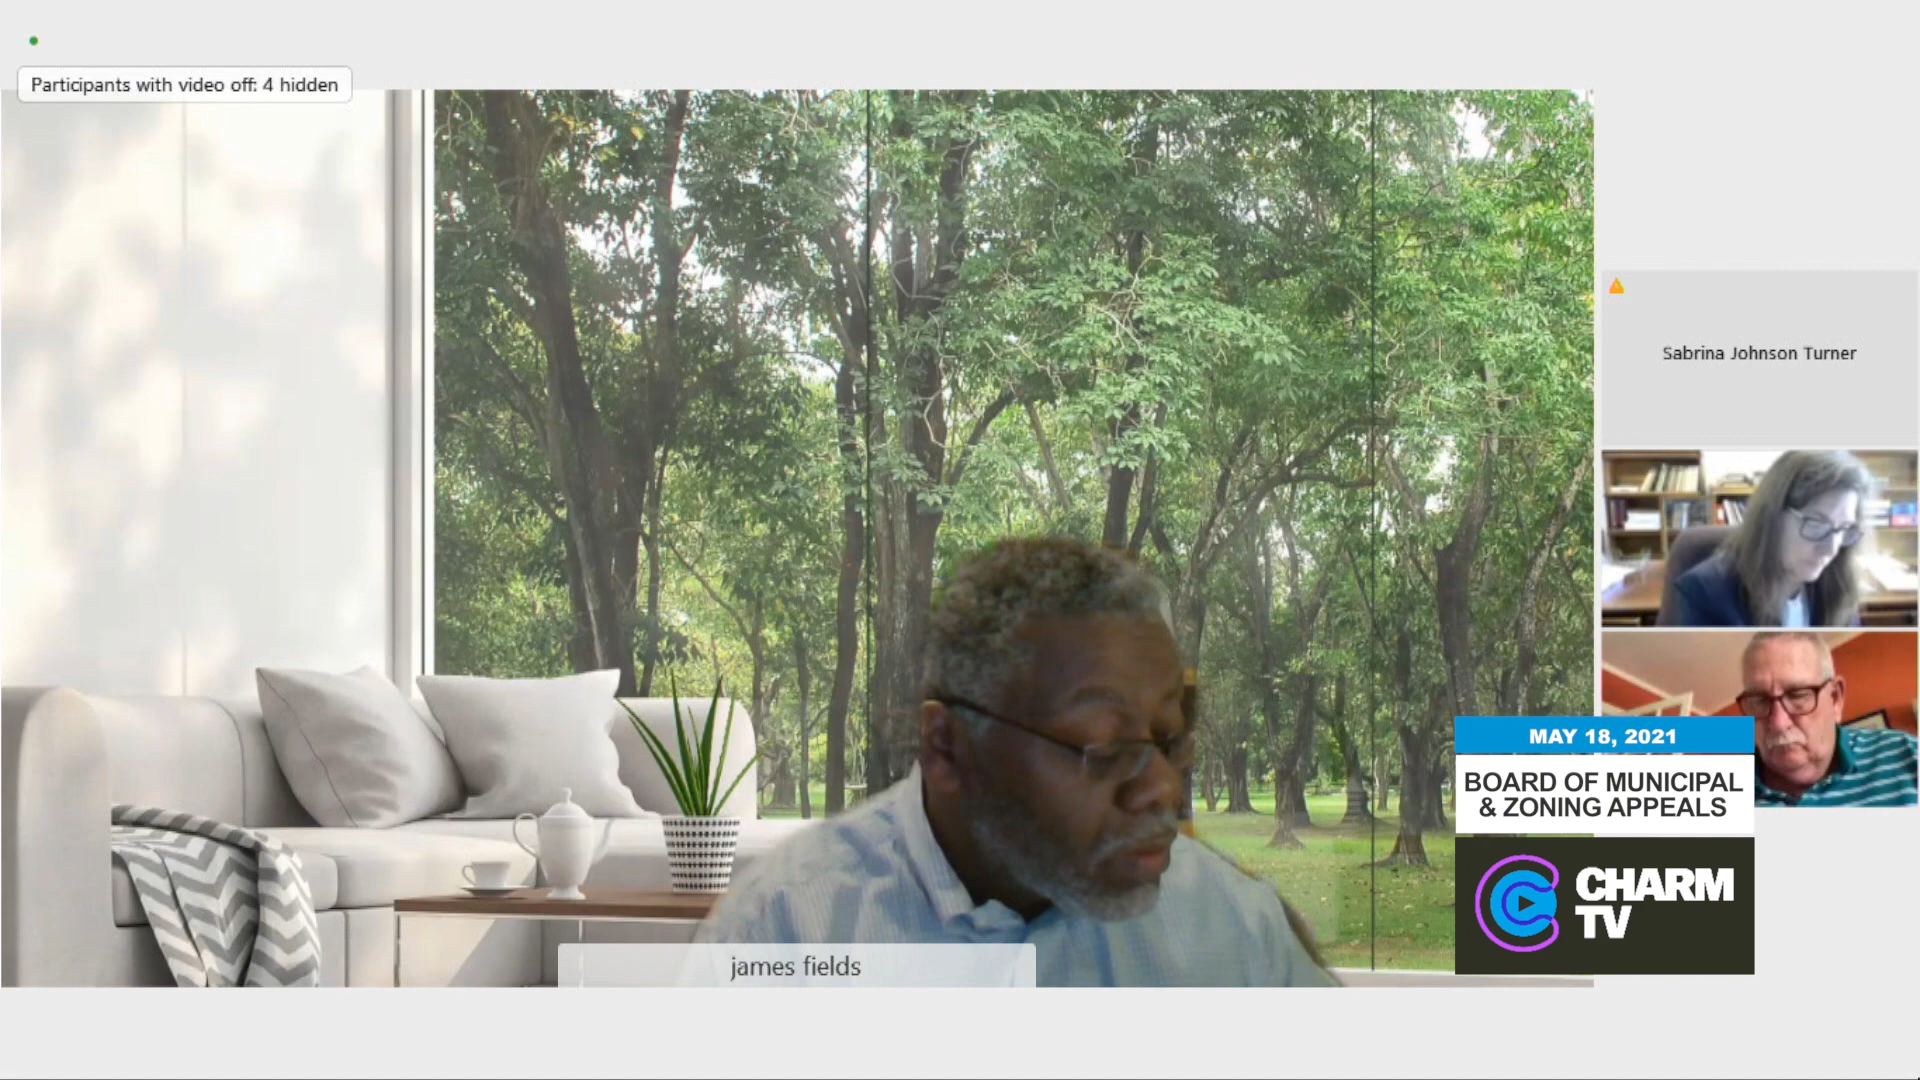 Participants with video off: 4 hidden
Sabrina Johnson Turner
MAY 18, 2021
BOARD OF MUNICIPAL
& ZONING APPEALS
CHARM
TV
james fields